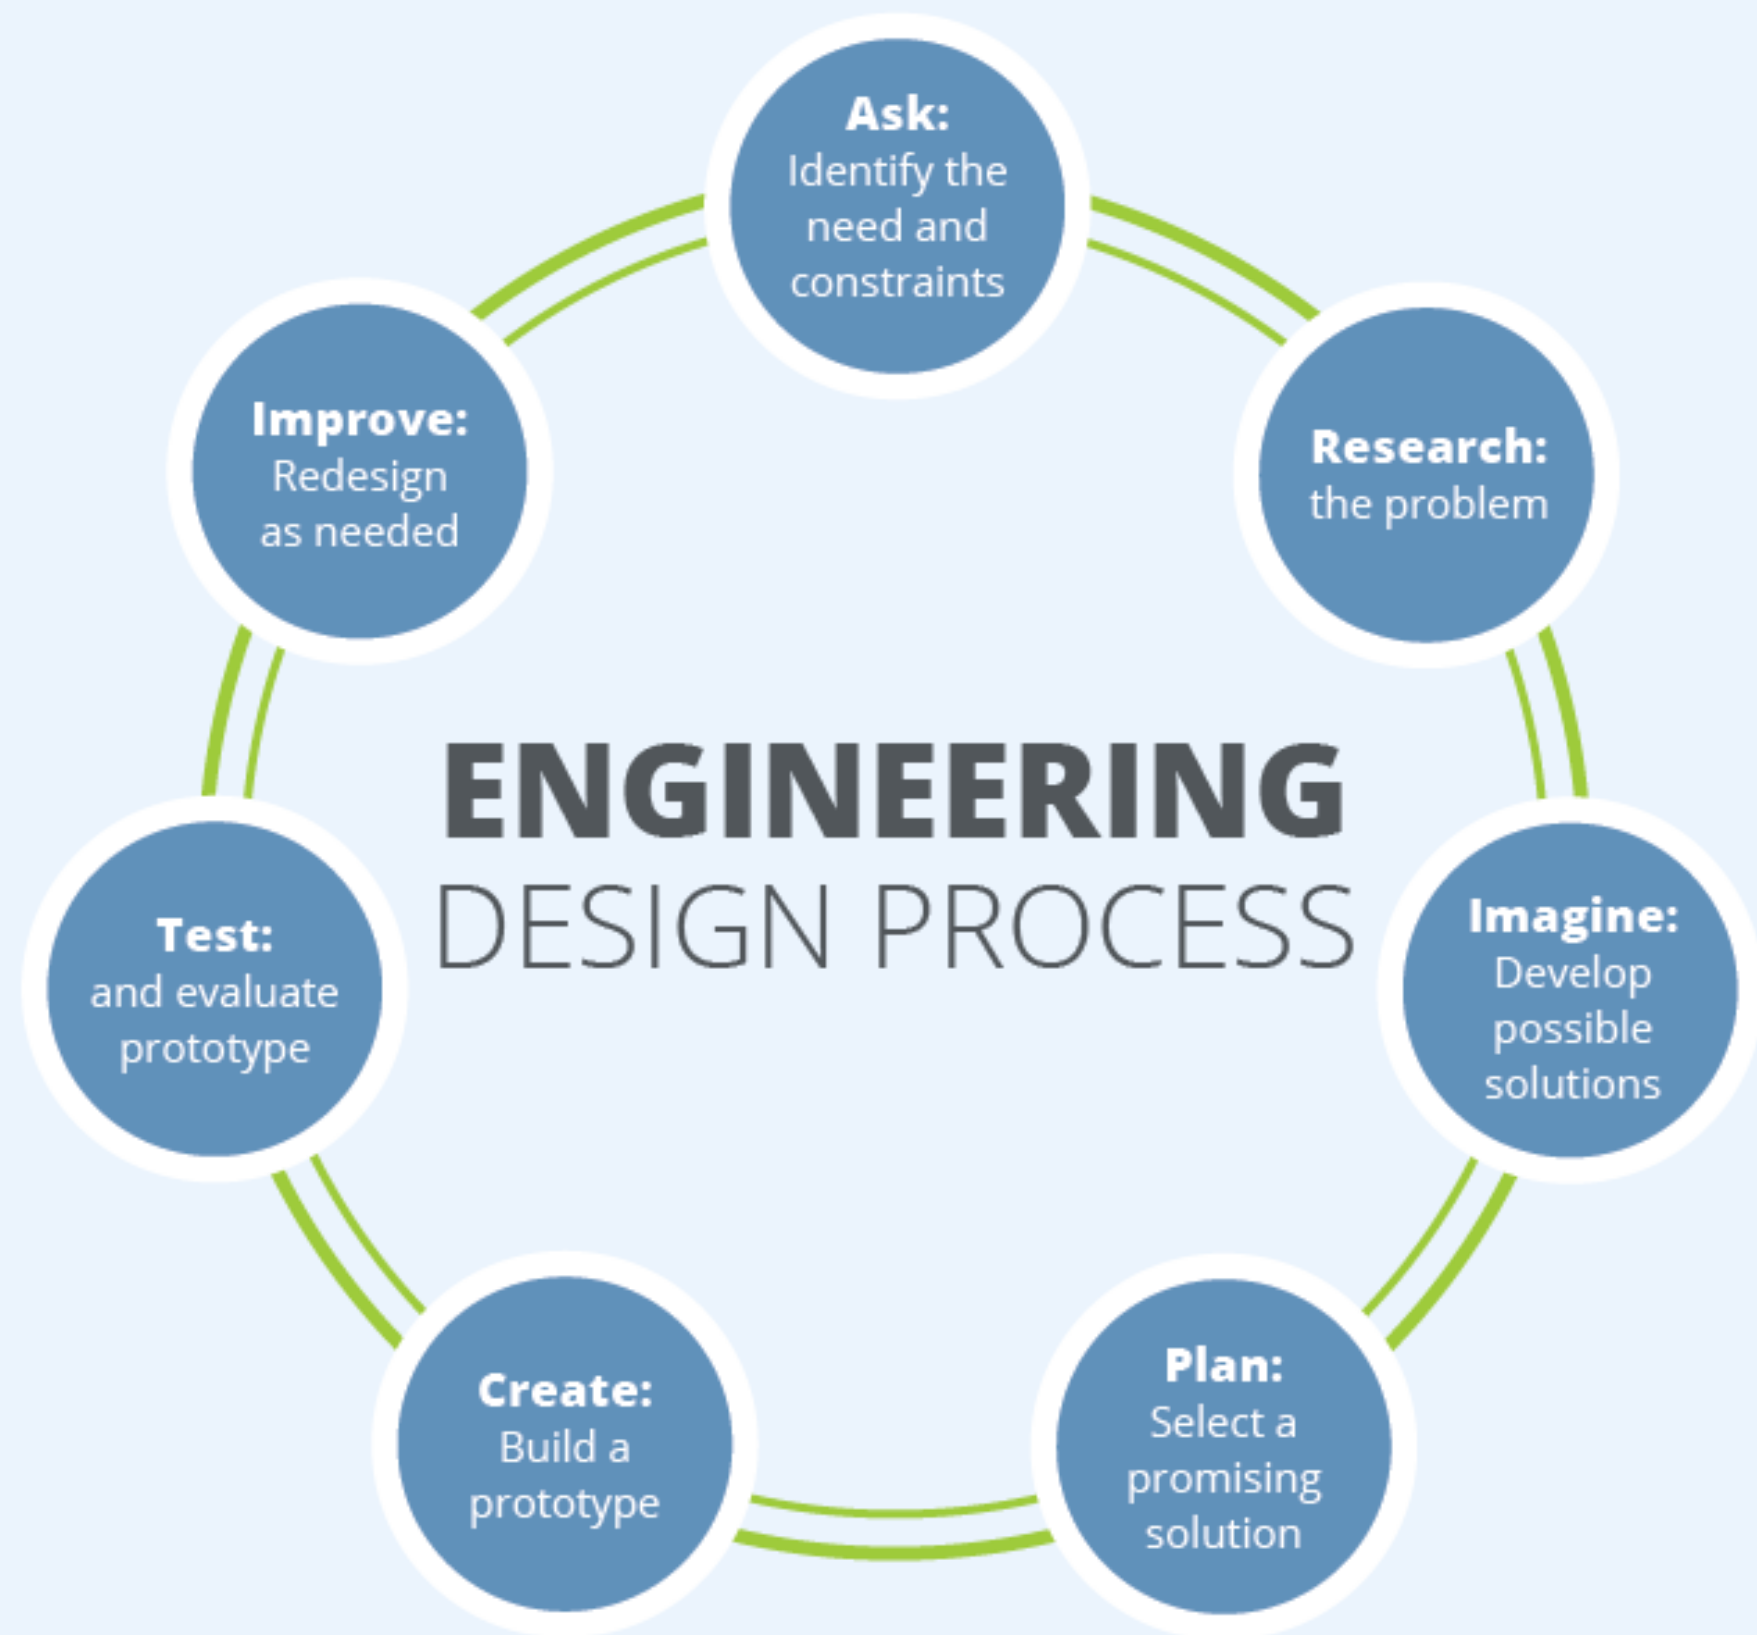 Ask:
Identify the
need and
constraints
Research:
the problem
Imagine:
Develop
possible
solutions
Plan:
Select a
promising
solution
Create:
Build a
prototype
Test:
and evaluate
prototype
Improve:
Redesign
as needed
ENGINEERING
DESIGN PROCESS